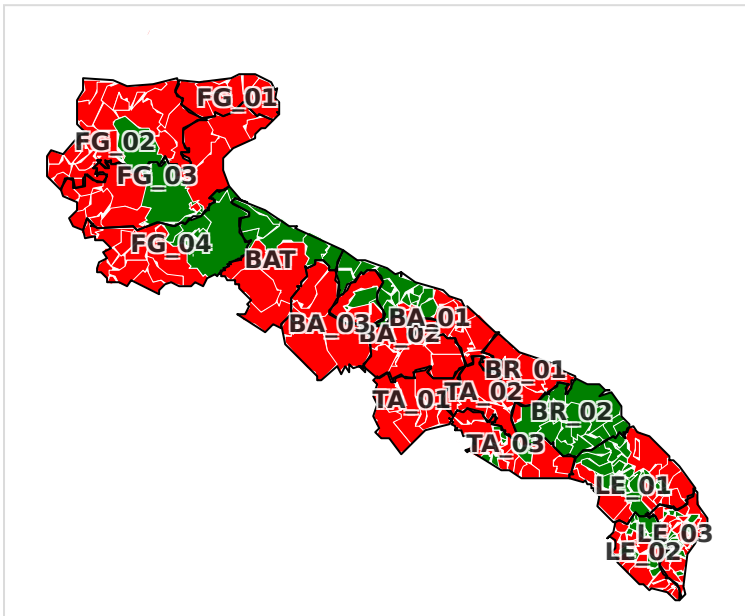 FG_01
FG_02
FG_03
FG_04
BAT
BA_01
BA_03
BA_02
BR_01
TA_02
TA_01
BR_02
TA_03
LE_01
LE_03
LE_02